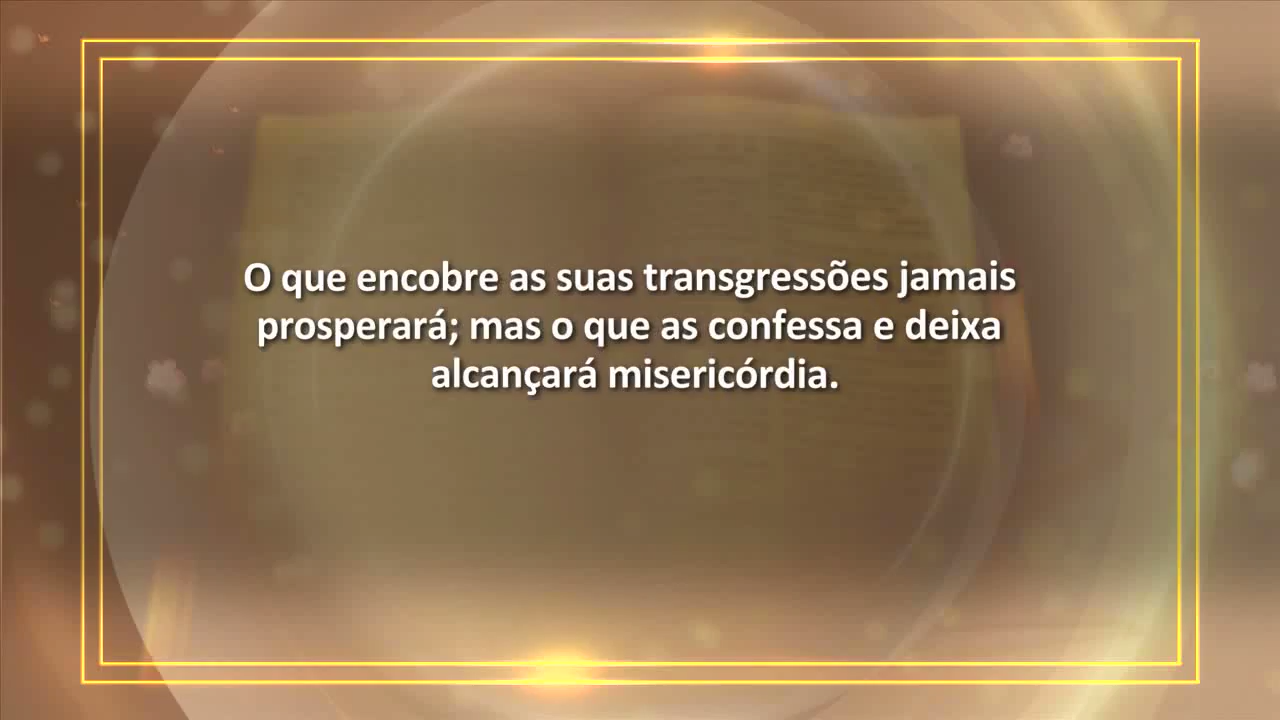 O que encobre as suas transgressões jamais
prosperará; mas o que as confessa e deixa
alcançará misericórdia.